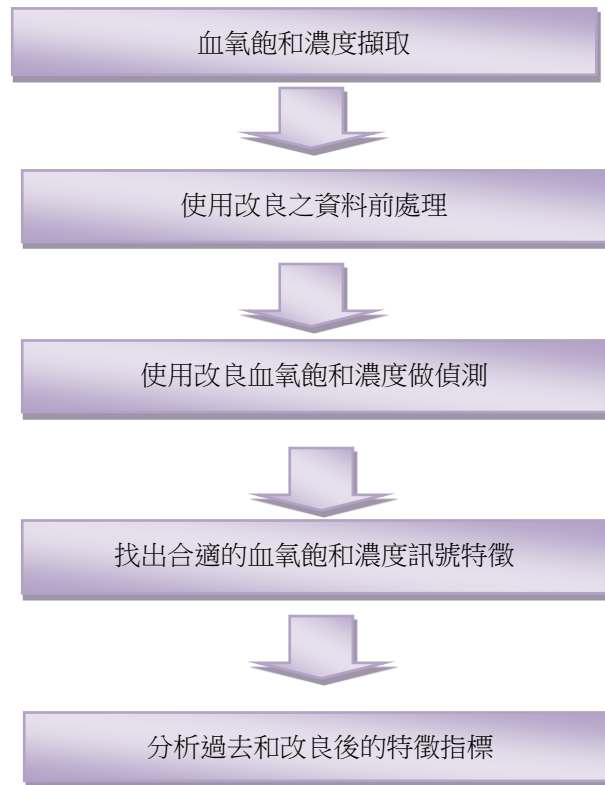 血氧飽和濃度擷取
使用改良之資料前處理
使用改良血氧飽和濃度做偵測
找出合適的血氧飽和濃度訊號特徵
分析過去和改良後的特徵指標